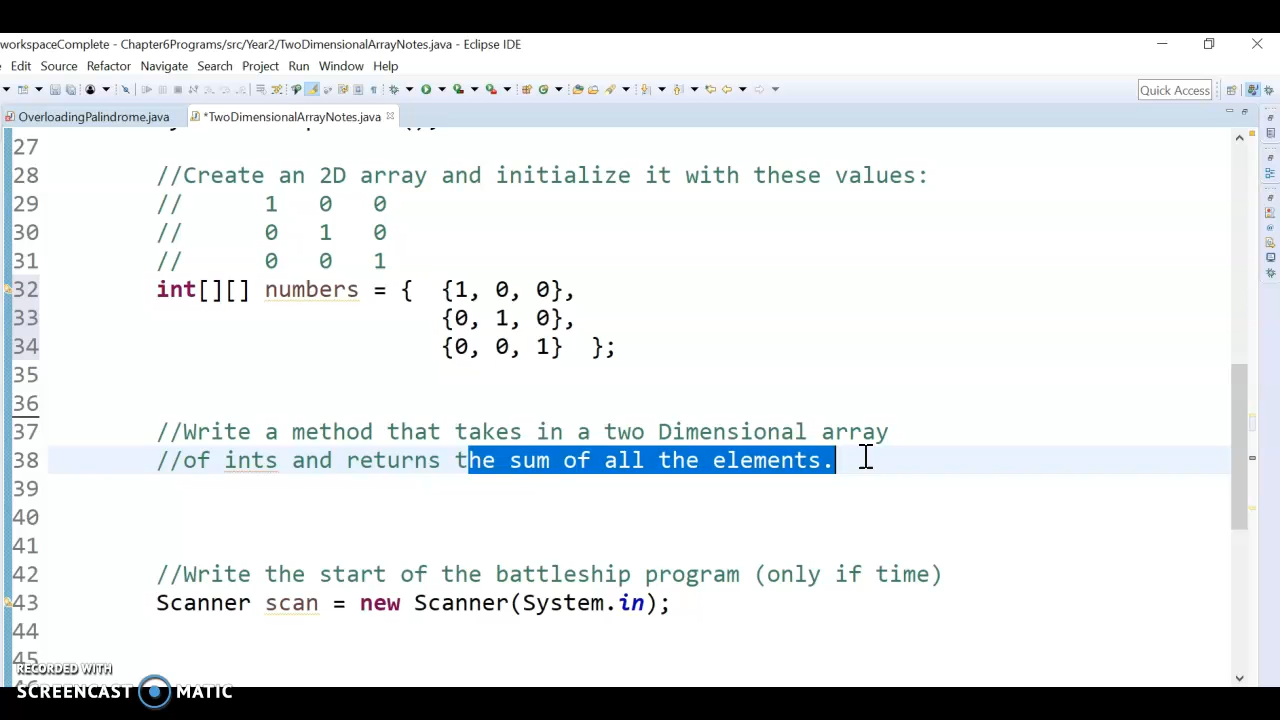 workspaceComplete - Chapter6Programs/src/Year2/TwoDimensionalArrayNotes.java - Eclipse IDE
Edit Source Refactor Navigate Search Project Run Window Help
Quick Access
OverloadingPalindrome.java *TwoDimensionalArrayNotes.java
27
28 //Create an 2D array and initialize it with these values:
29 // 1 0 0
30 // 0 1 0
31 // 0 0 1
32 int[][] numbers = { {1, 0, 0},
33 {0, 1, 0},
34 {0, 0, 1} };
35
36
37 //Write a method that takes in a two Dimensional array
38 //of ints and returns the sum of all the elements.
39
40
41
42 //Write the start of the battleship program (only if time)
43 Scanner scan = new Scanner(System.in);
44
45
RECORDED WITH
SCREENCAST MATIC